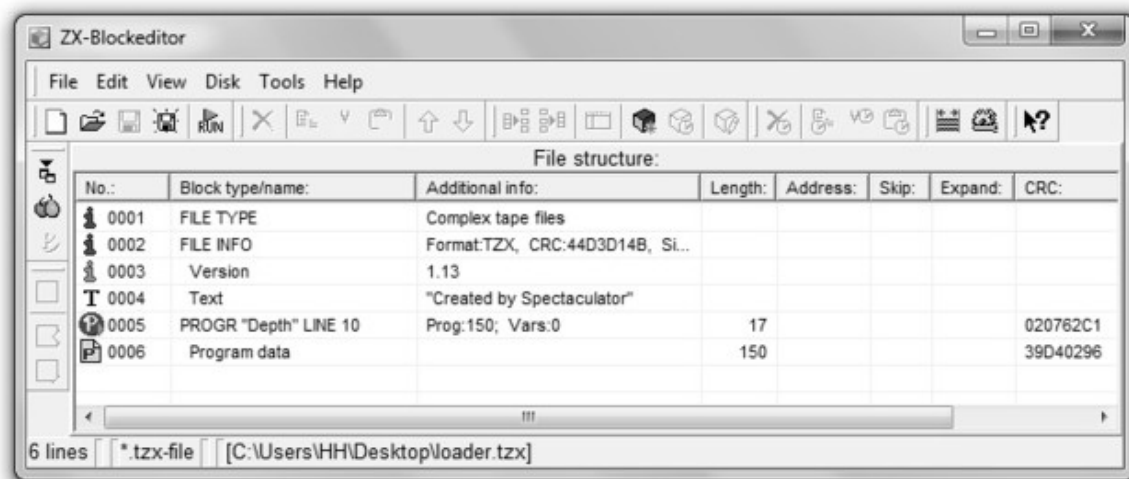 ZX-Blockeditor
File Edit View Disk Tools Help
RUN
File structure:
No.: Block type/name: Additional info: Length: Address: Skip: Expand: CRC:
0001 FILE TYPE Complex tape files
0002 FILE INFO Format:TZX, CRC:44D3D14B, Si...
0003 Version 1.13
T 0004 Text "Created by Spectaculator"
P 0005 PROGR "Depth" LINE 10 Prog:150; Vars:0 17 020762C1
P 0006 Program data 150 39D40296
6 lines *.tzx-file [C:\Users\HH\Desktop\loader.tzx]